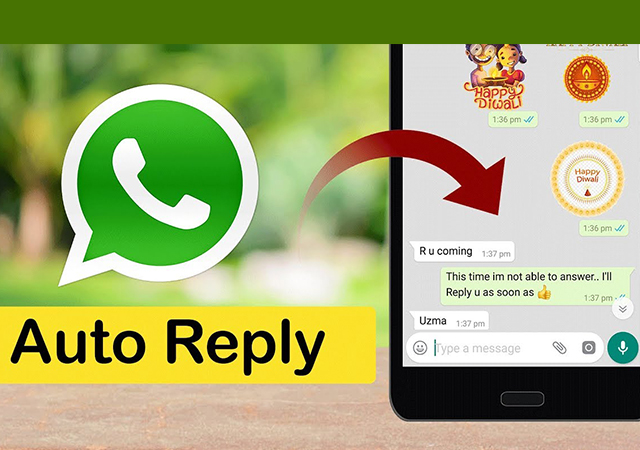 Happy
Diwali
1:36 pm
1:36 pm
Happy
Diwali
1:36 pm
R u coming 1:37 pm
This time im not able to answer.. I'll
Reply u as soon as 👍
1:37 pm
Uzma 1:37 pm
Type a message
Auto Reply